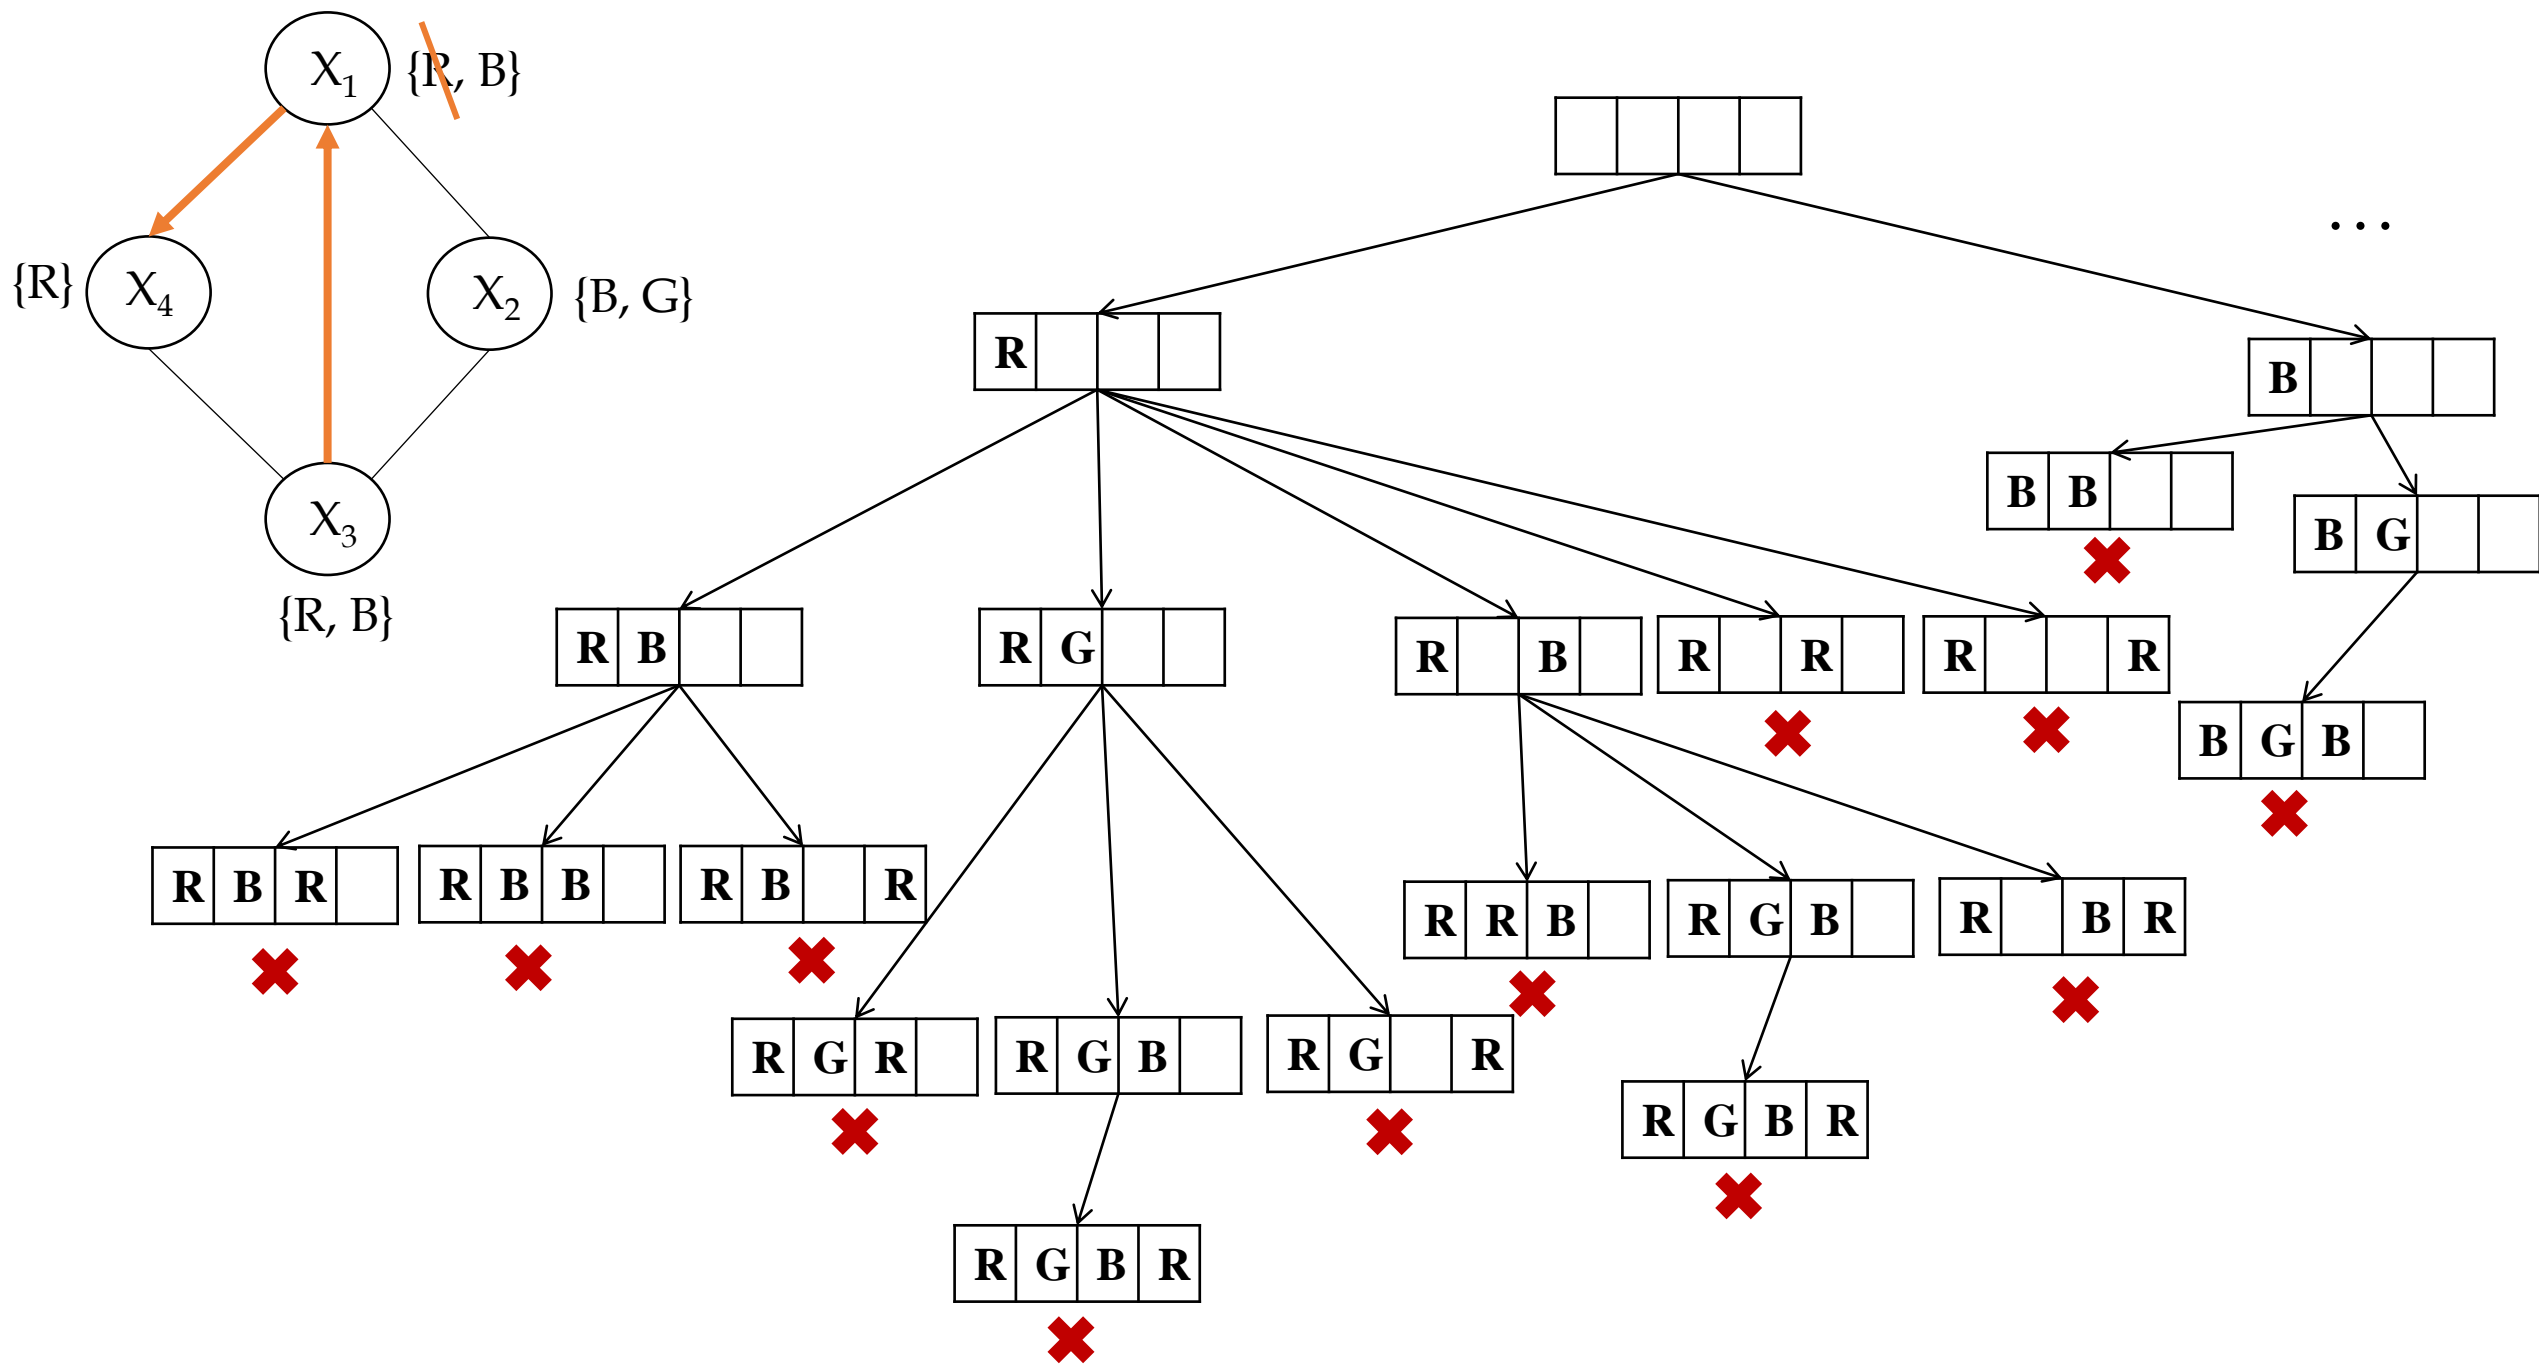 X1 {R, B}
...
{R} X4
X2 {B, G}
R
B
B B
B G
X3
{R, B}
R B
R G
R B
R R
R R
B G B
R B R
R B B
R B R
R R B
R G B
R B R
R G R
R G B
R G R
R G B R
R G B R